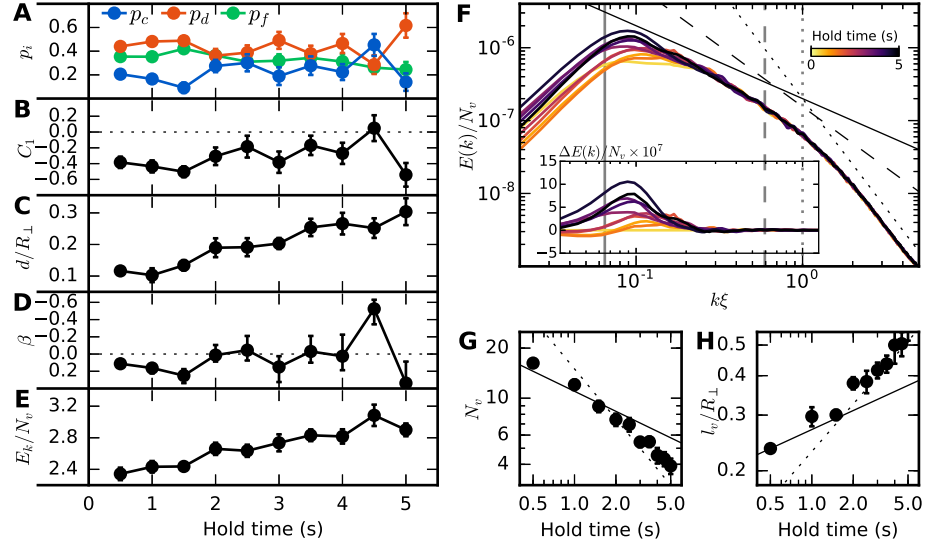 A
p_c p_d p_f
p_i
0.6
0.4
0.2
B
C_1
0.2
0.0
−0.2
−0.4
−0.6
C
d/R_⊥
0.3
0.2
0.1
D
β
−0.6
−0.4
−0.2
0.0
0.2
E
E_k/N_v
3.2
2.8
2.4
0 1 2 3 4 5
Hold time (s)
F
E(k)/N_v
10^{-6}
10^{-7}
10^{-8}
Hold time (s)
0 5
ΔE(k)/N_v × 10^7
15
10
5
0
−5
10^{-1} 10^0
kξ
G
N_v
20
10
4
0.5 1.0 2.0 5.0
Hold time (s)
H
l_v/R_⊥
0.5
0.4
0.3
0.2
0.5 1.0 2.0 5.0
Hold time (s)